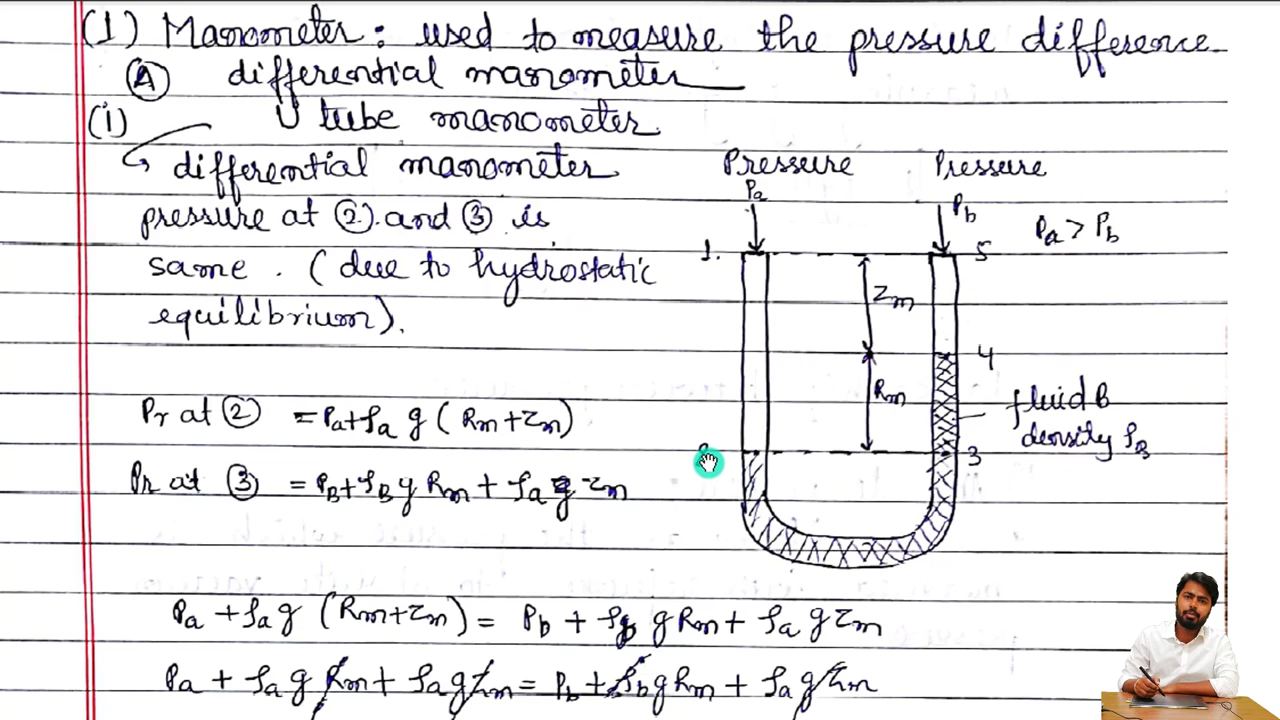 (1) Manometer: used to measure the pressure difference.
(A) differential manometer
(i) U tube manometer
differential manometer
pressure at ② and ③ is
same. (due to hydrostatic
equilibrium).
Pressure Pressure
Pa Pb Pa > Pb
1. 5
Zm
4
Rm
fluid B
density ρB
3
Pr at ② = Pa+ρa g (Rm+Zm)
Pr at ③ = PB+ρB g Rm + ρa g Zm
Pa + ρa g (Rm+Zm) = Pb + ρb g Rm + ρa g Zm
Pa + ρa g Rm + ρa g Zm = Pb + ρb g Rm + ρa g Zm